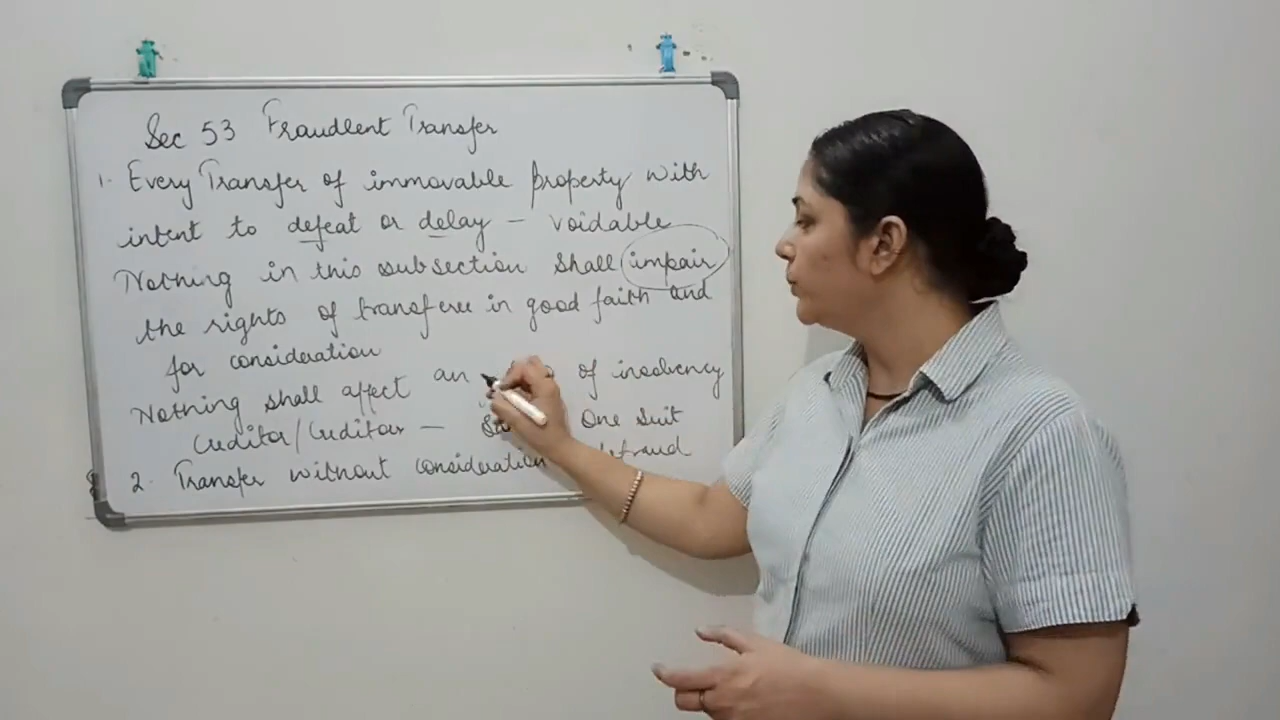 Sec 53 Fraudlent Transfer
1. Every Transfer of immovable property with
intent to defeat or delay – voidable
Nothing in this subsection shall impair
the rights of transferee in good faith and
for consideration
Nothing shall affect an of insolvency
Creditor/Creditors – One suit
2. Transfer without consideration